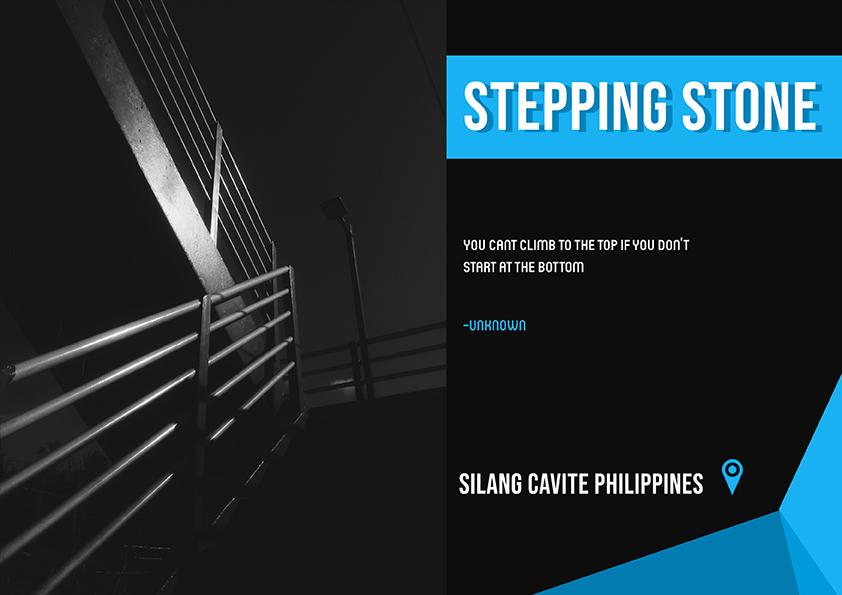 STEPPING STONE
YOU CANT CLIMB TO THE TOP IF YOU DON'T
START AT THE BOTTOM
-UNKNOWN
SILANG CAVITE PHILIPPINES